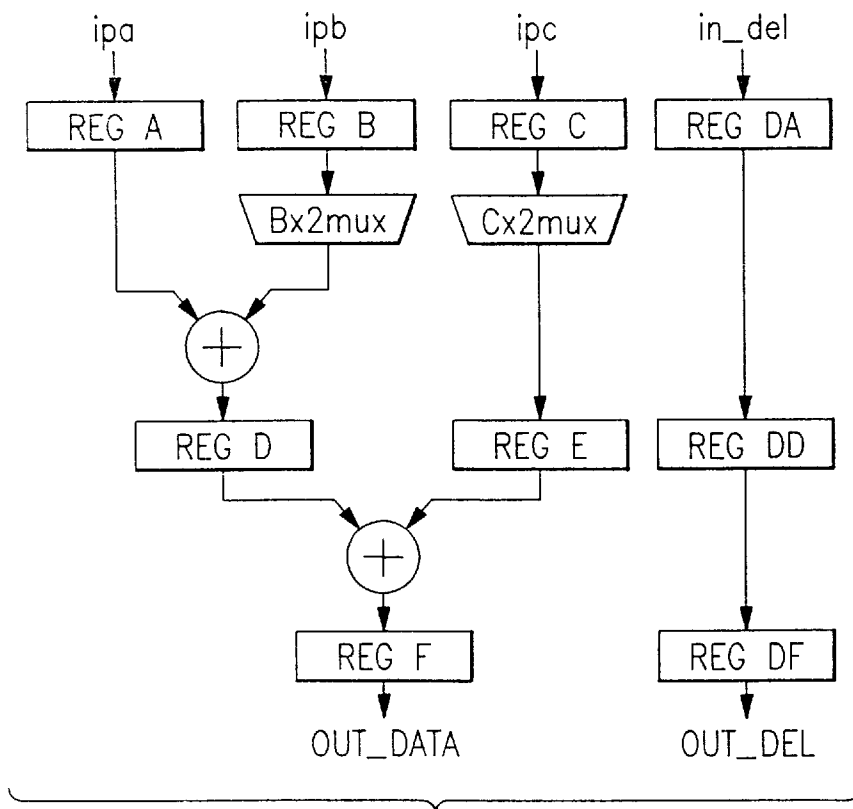 ipa ipb ipc in_del
REG A REG B REG C REG DA
Bx2mux Cx2mux
+
REG D REG E REG DD
+
REG F REG DF
OUT_DATA OUT_DEL